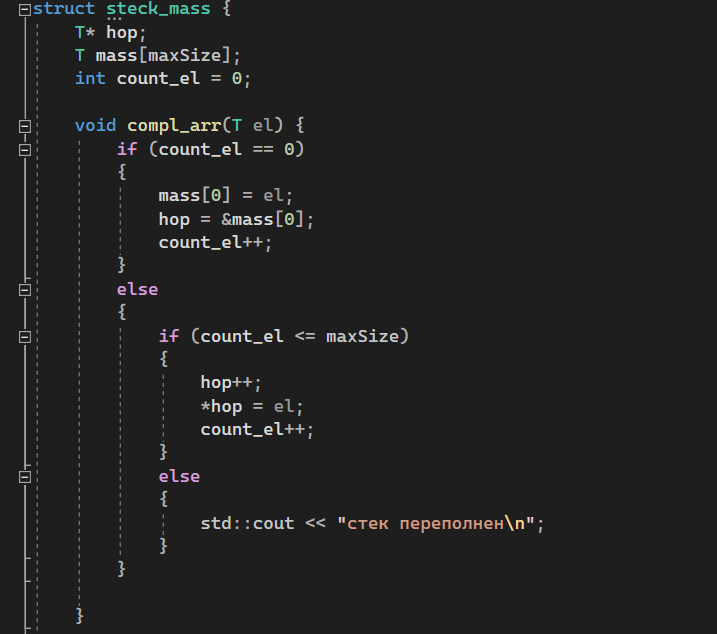 struct steck_mass {
T* hop;
T mass[maxSize];
int count_el = 0;
void compl_arr(T el) {
if (count_el == 0)
{
mass[0] = el;
hop = &mass[0];
count_el++;
}
else
{
if (count_el <= maxSize)
{
hop++;
*hop = el;
count_el++;
}
else
{
std::cout << "стек переполнен\n";
}
}
}